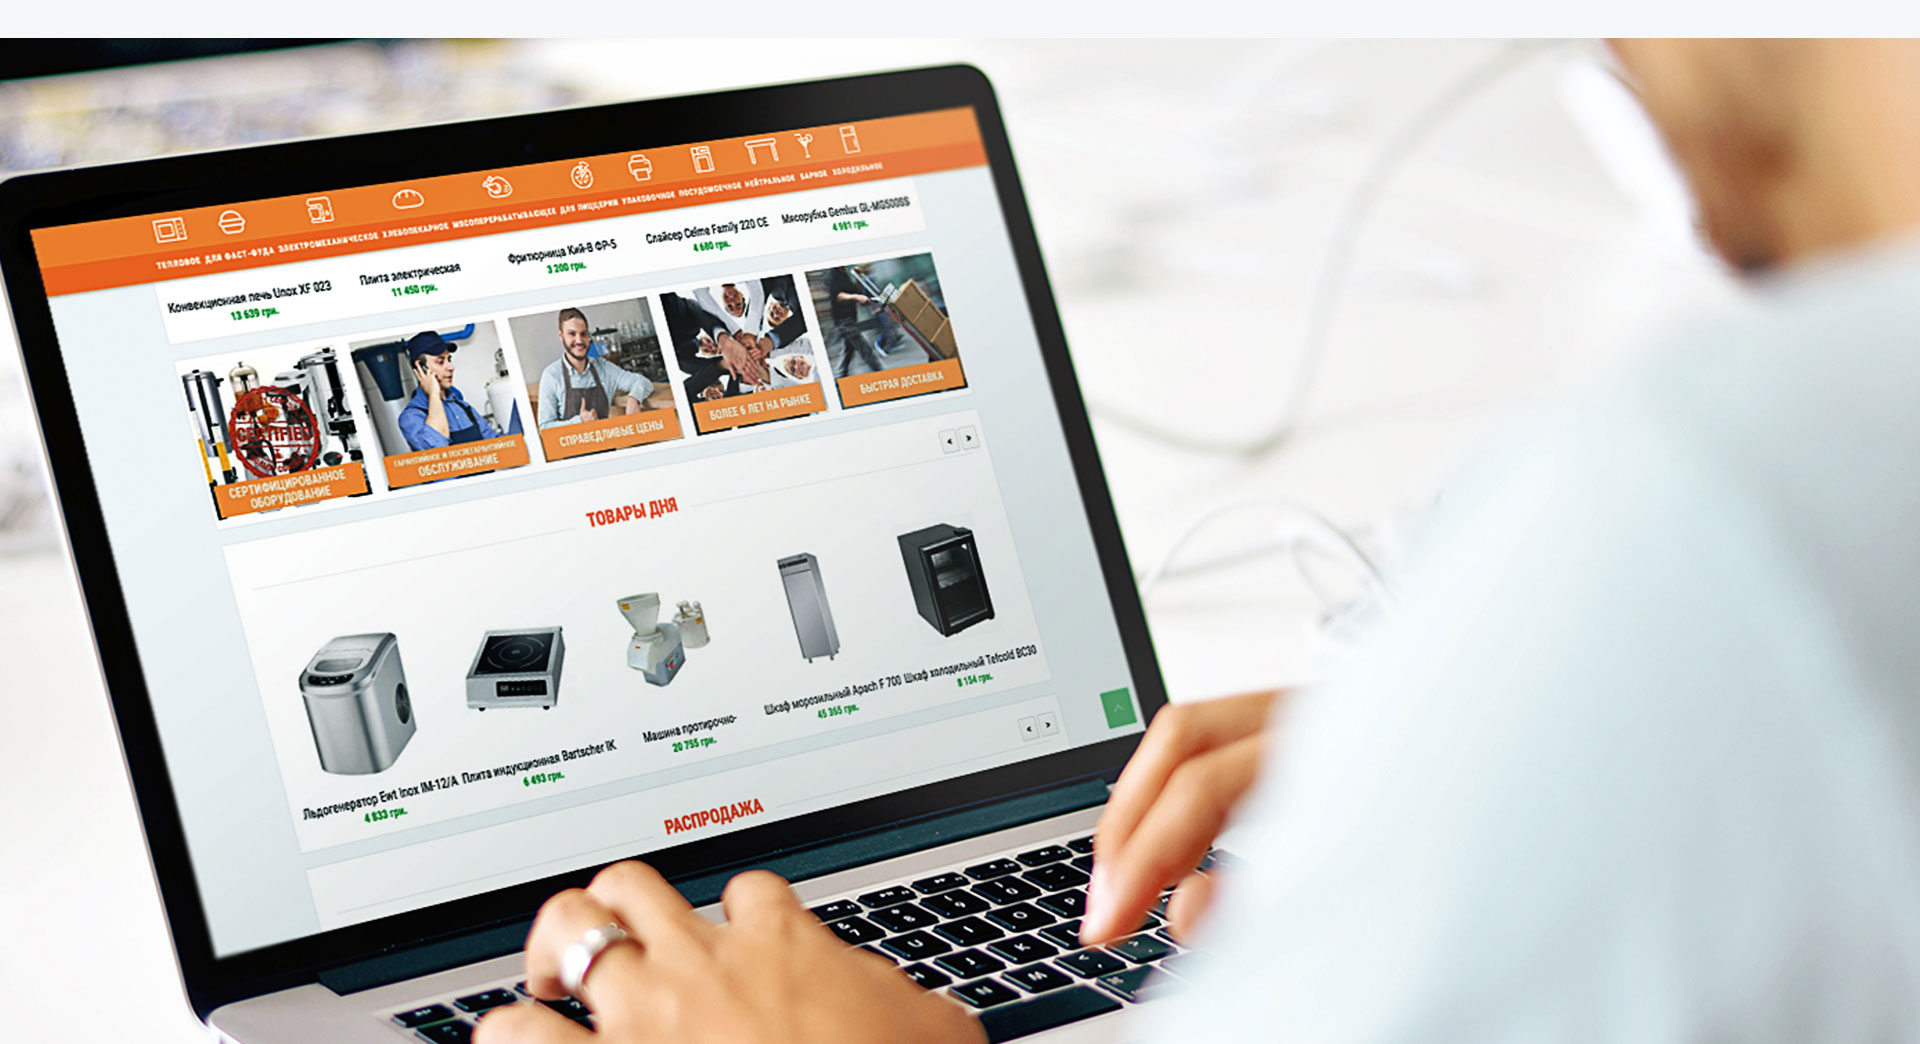 ТЕПЛОВОЕ ДЛЯ ФАСТ-ФУДА ЭЛЕКТРОМЕХАНИЧЕСКОЕ ХЛЕБОПЕКАРНОЕ МЯСОПЕРЕРАБАТЫВАЮЩЕЕ ДЛЯ ПИЦЦЕРИИ УПАКОВОЧНОЕ ПОСУДОМОЕЧНОЕ НЕЙТРАЛЬНОЕ БАРНОЕ ХОЛОДИЛЬНОЕ
Конвекционная печь Unox XF 023
13 639 грн.
Плита электрическая
11 450 грн.
Фритюрница Кий-В ФР-5
3 200 грн.
Слайсер Celme Family 220 CE
4 680 грн.
Мясорубка Gemlux GL-MG500SS
4 981 грн.
CERTIFIED
СЕРТИФИЦИРОВАННОЕ
ОБОРУДОВАНИЕ
ГАРАНТИЙНОЕ И ПОСЛЕГАРАНТИЙНОЕ
ОБСЛУЖИВАНИЕ
СПРАВЕДЛИВЫЕ ЦЕНЫ
БОЛЕЕ 6 ЛЕТ НА РЫНКЕ
БЫСТРАЯ ДОСТАВКА
ТОВАРЫ ДНЯ
Льдогенератор Ewt Inox IM-12/A
4 833 грн.
Плита индукционная Bartscher IK
6 493 грн.
Машина протирочно-
20 755 грн.
Шкаф морозильный Apach F 700
45 365 грн.
Шкаф холодильный Tefcold BC30
8 154 грн.
РАСПРОДАЖА